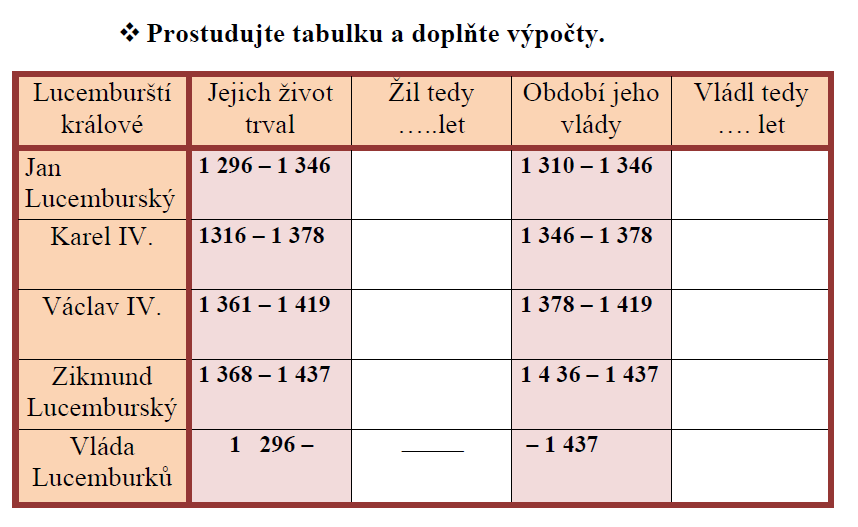 ❖ Prostudujte tabulku a doplňte výpočty.
Lucemburští králové | Jejich život trval | Žil tedy …..let | Období jeho vlády | Vládl tedy …. let
Jan Lucemburský | 1 296 – 1 346 | | 1 310 – 1 346 |
Karel IV. | 1316 – 1 378 | | 1 346 – 1 378 |
Václav IV. | 1 361 – 1 419 | | 1 378 – 1 419 |
Zikmund Lucemburský | 1 368 – 1 437 | | 1 4 36 – 1 437 |
Vláda Lucemburků | 1 296 – | _____ | – 1 437 |